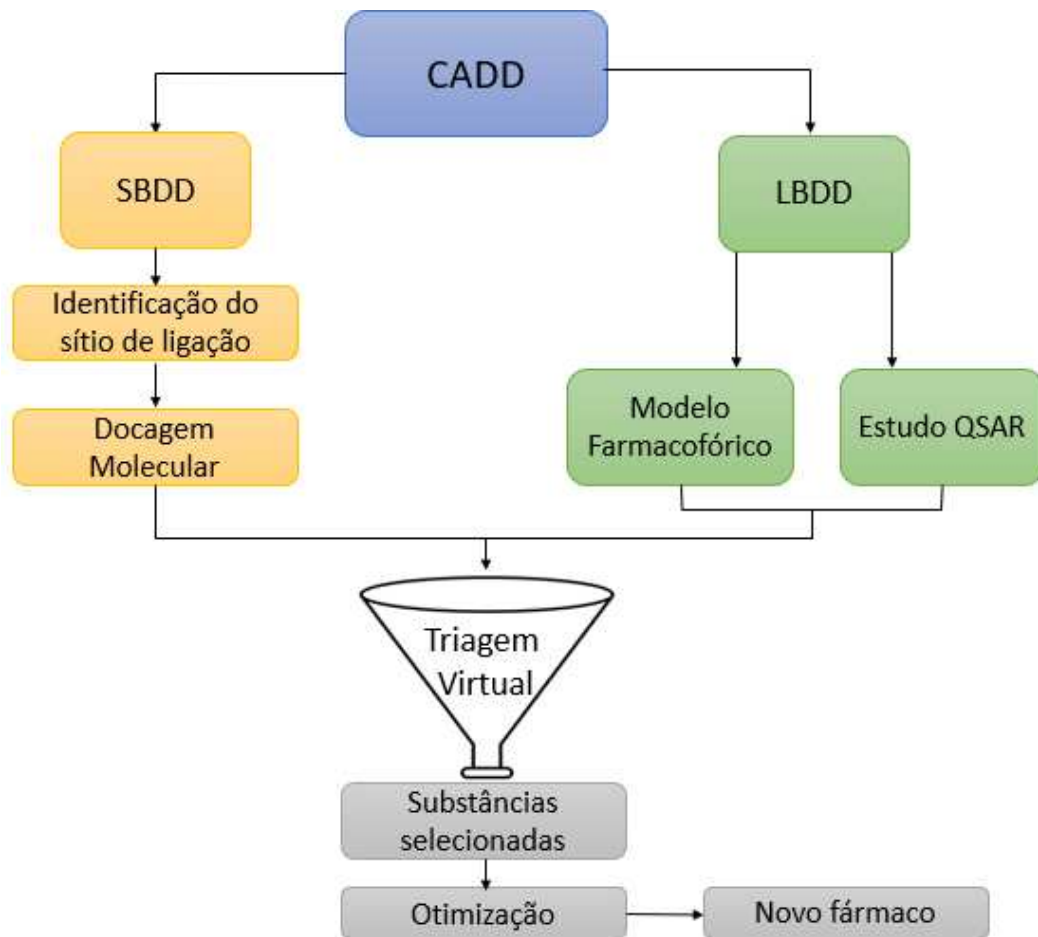 CADD
SBDD
LBDD
Identificação do
sítio de ligação
Docagem
Molecular
Modelo
Farmacofórico
Estudo QSAR
Triagem
Virtual
Substâncias
selecionadas
Otimização
Novo fármaco